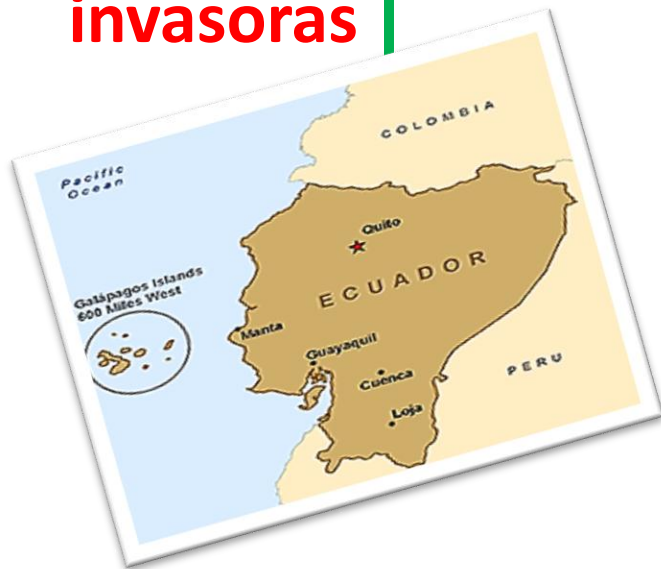 invasoras
COLOMBIA
Pacific
Ocean
Quito
ECUADOR
Galápagos Islands
600 Miles West
Manta
Guayaquil
Cuenca
PERU
Loja